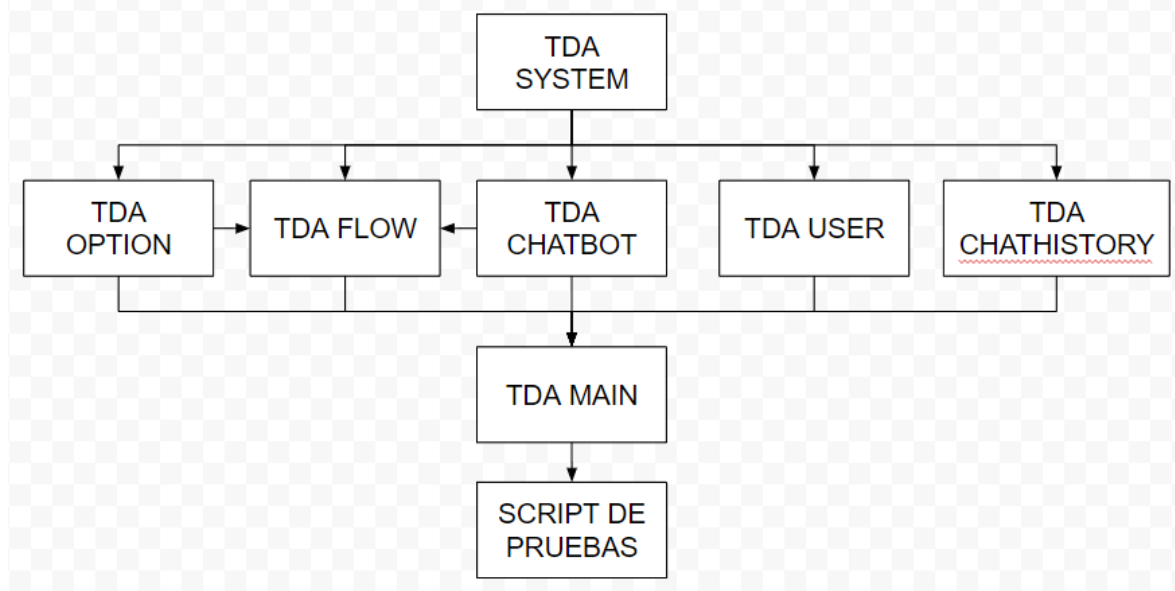 TDA
SYSTEM
TDA
OPTION
TDA FLOW
TDA
CHATBOT
TDA USER
TDA
CHATHISTORY
TDA MAIN
SCRIPT DE
PRUEBAS